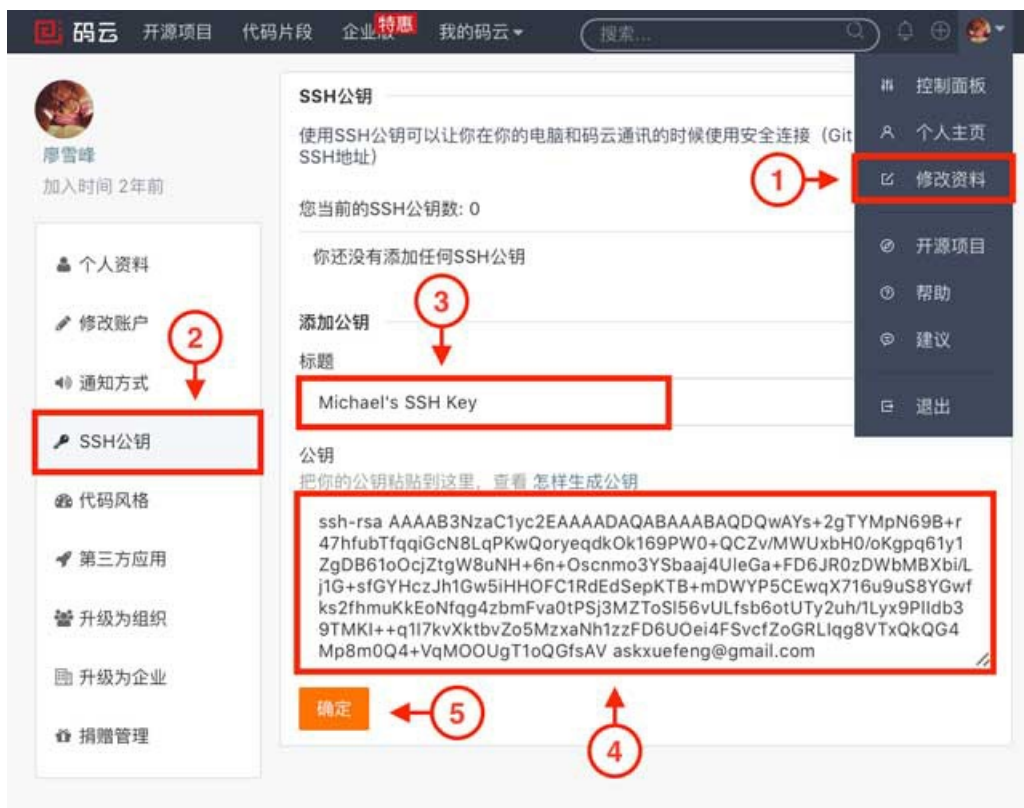 码云 开源项目 代码片段 企业版 特惠 我的码云 搜索...
廖雪峰
加入时间 2年前
个人资料
修改账户
通知方式
SSH公钥
代码风格
第三方应用
升级为组织
升级为企业
捐赠管理
SSH公钥
使用SSH公钥可以让你在你的电脑和码云通讯的时候使用安全连接（Git
SSH地址）
您当前的SSH公钥数: 0
你还没有添加任何SSH公钥
添加公钥
标题
Michael's SSH Key
公钥
把你的公钥粘贴到这里，查看 怎样生成公钥
ssh-rsa AAAAB3NzaC1yc2EAAAADAQABAAABAQDQwAYs+2gTYMpN69B+r
47hfubTfqqiGcN8LqPKwQoryeqdkOk169PW0+QCZv/MWUxbH0/oKgpq61y1
ZgDB61oOcjZtgW8uNH+6n+Oscnmo3YSbaaj4UleGa+FD6JR0zDWbMBXbi/L
j1G+sfGYHczJh1Gw5iHHOFC1RdEdSepKTB+mDWYP5CEwqX716u9uS8YGwf
ks2fhmuKkEoNfqg4zbmFva0tPSj3MZToSl56vULfsb6otUTy2uh/1Lyx9PIldb3
9TMKI++q1I7kvXktbvZo5MzxaNh1zzFD6UOei4FSvcfZoGRLIqg8VTxQkQG4
Mp8m0Q4+VqMOOUgT1oQGfsAV askxuefeng@gmail.com
确定
控制面板
个人主页
修改资料
开源项目
帮助
建议
退出
1
2
3
4
5